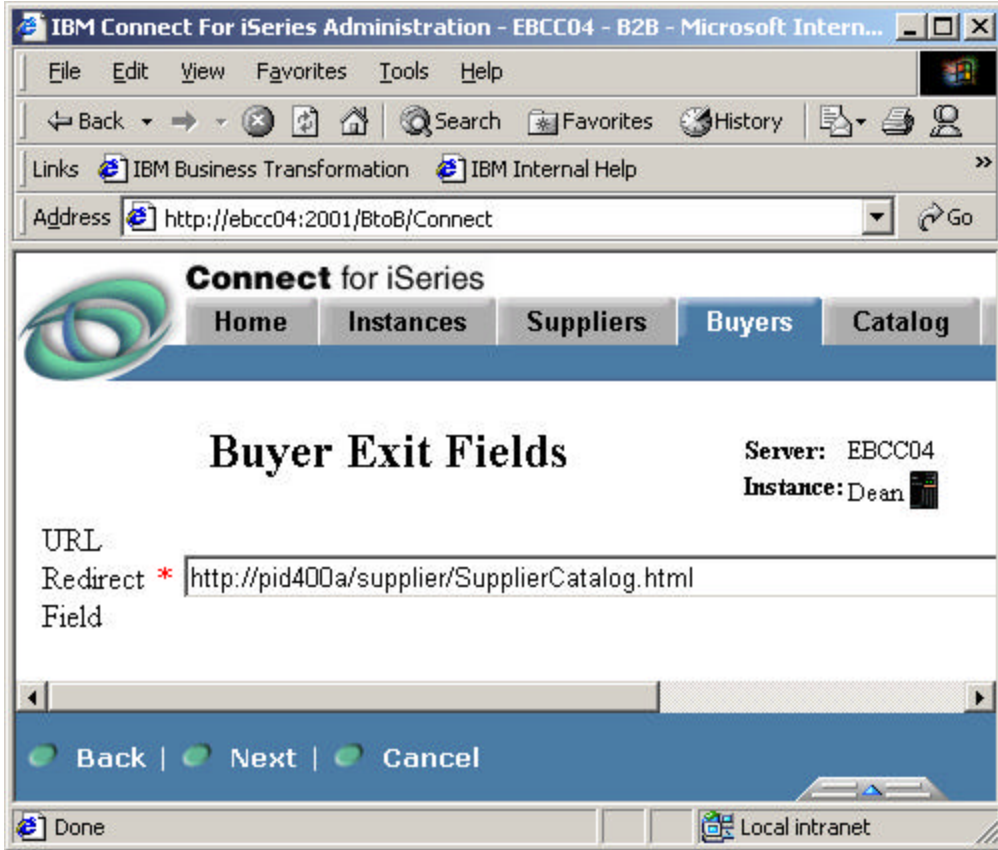 IBM Connect For iSeries Administration - EBCC04 - B2B - Microsoft Intern...
File Edit View Favorites Tools Help
Back Search Favorites History
Links IBM Business Transformation IBM Internal Help »
Address http://ebcc04:2001/BtoB/Connect Go
Connect for iSeries
Home Instances Suppliers Buyers Catalog
Buyer Exit Fields
Server: EBCC04
Instance: Dean
URL
Redirect * http://pid400a/supplier/SupplierCatalog.html
Field
Back | Next | Cancel
Done Local intranet